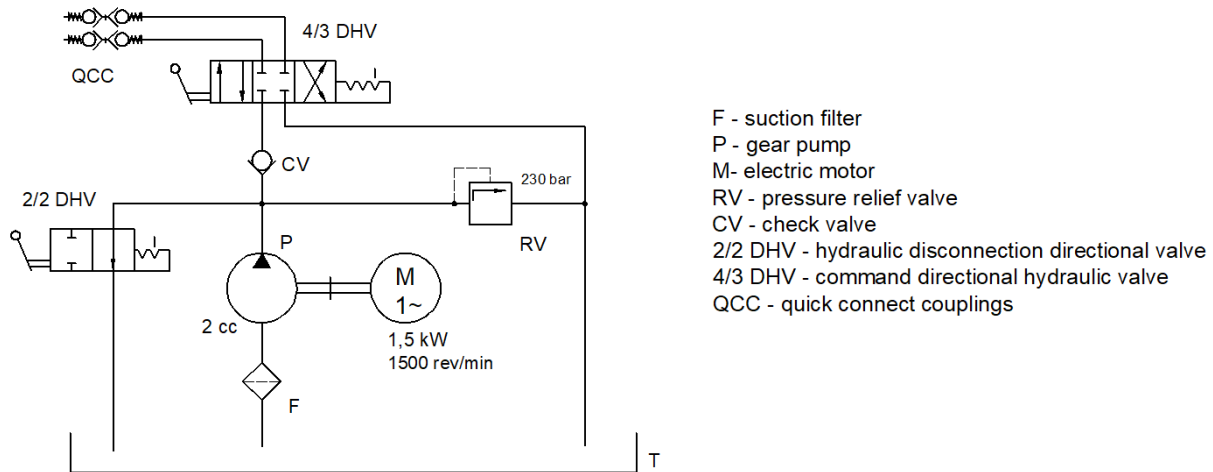 4/3 DHV
QCC
CV
230 bar
2/2 DHV
RV
P
M
1~
2 cc
1,5 kW
1500 rev/min
F
T
F - suction filter
P - gear pump
M- electric motor
RV - pressure relief valve
CV - check valve
2/2 DHV - hydraulic disconnection directional valve
4/3 DHV - command directional hydraulic valve
QCC - quick connect couplings